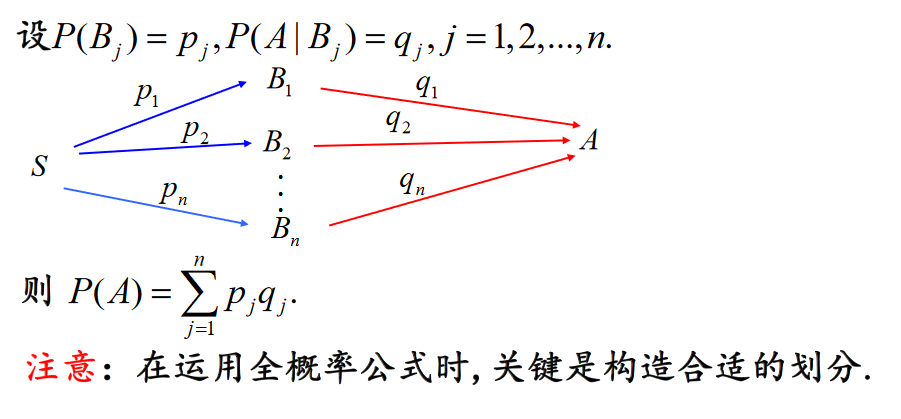 设P(B_j) = p_j, P(A|B_j) = q_j, j = 1,2,...,n.
p_1 B_1 q_1
S p_2 B_2 q_2 A
⋮
p_n B_n q_n
则 P(A) = \sum_{j=1}^{n} p_j q_j.
注意：在运用全概率公式时,关键是构造合适的划分.